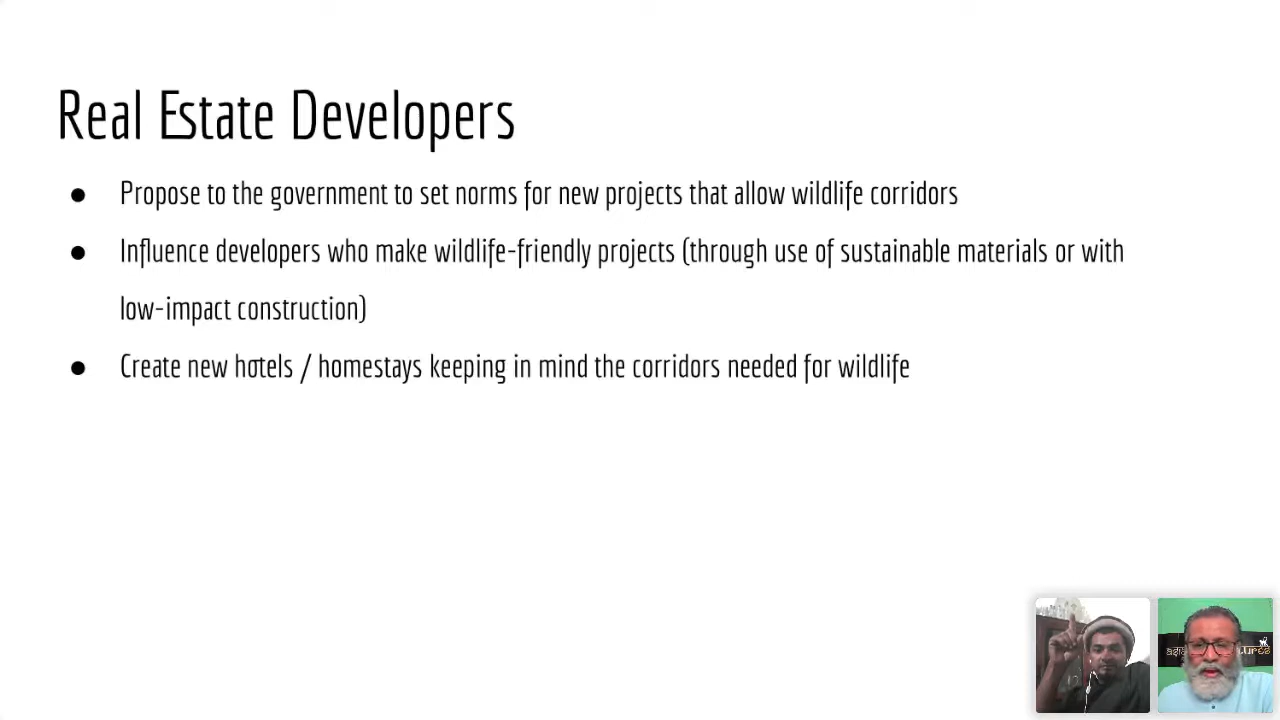 Real Estate Developers
● Propose to the government to set norms for new projects that allow wildlife corridors
● Influence developers who make wildlife-friendly projects (through use of sustainable materials or with
low-impact construction)
● Create new hotels / homestays keeping in mind the corridors needed for wildlife